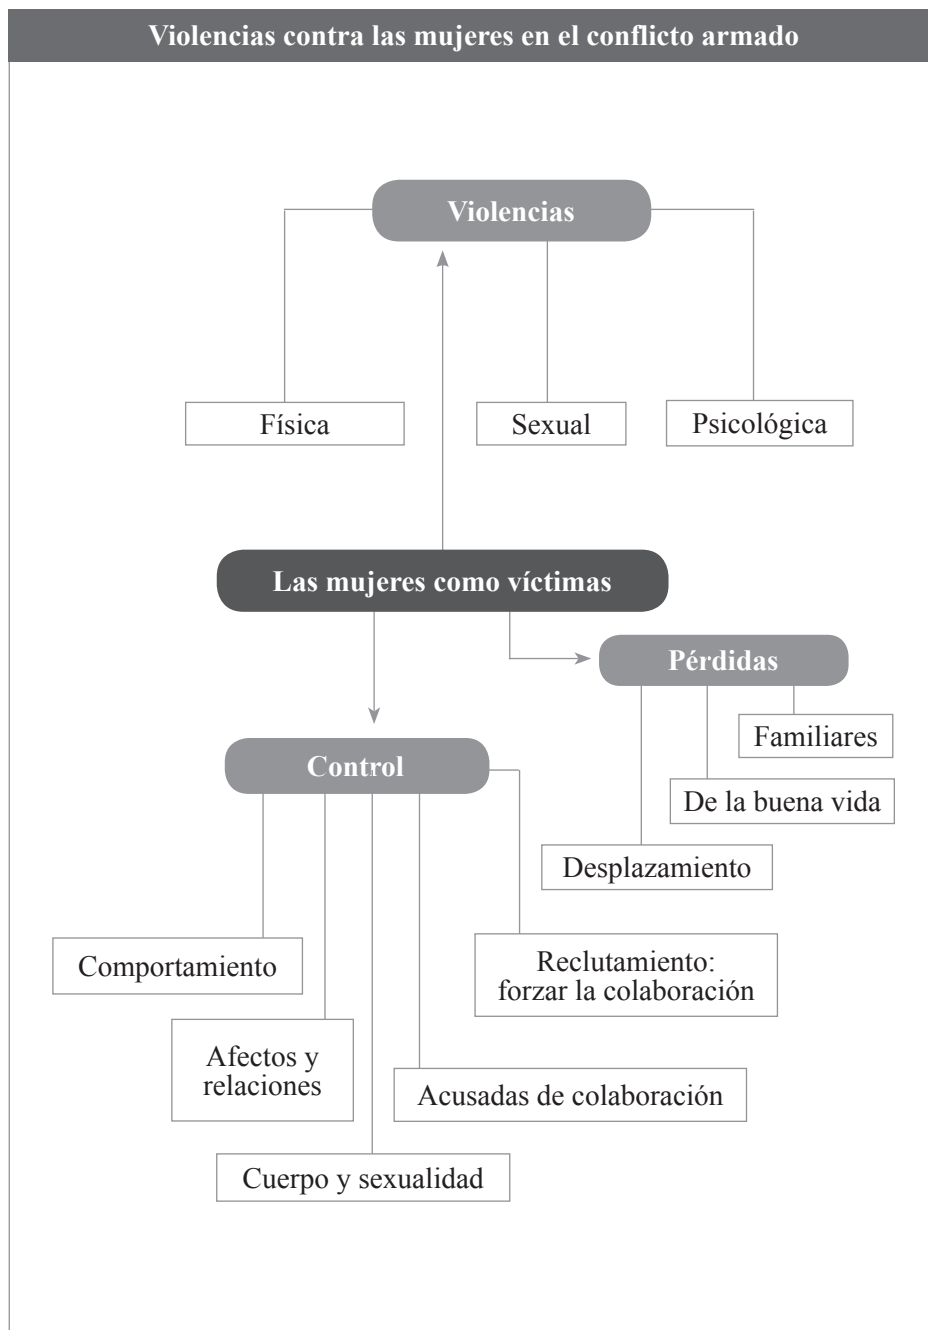 Violencias contra las mujeres en el conflicto armado
Violencias
Física
Sexual
Psicológica
Las mujeres como víctimas
Pérdidas
Familiares
De la buena vida
Desplazamiento
Control
Comportamiento
Afectos y
relaciones
Cuerpo y sexualidad
Acusadas de colaboración
Reclutamiento:
forzar la colaboración